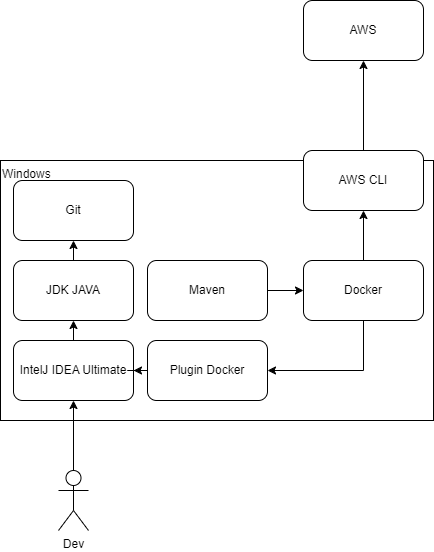 AWS
AWS CLI
Windows
Git
JDK JAVA
Maven
Docker
IntelJ IDEA Ultimate
Plugin Docker
Dev